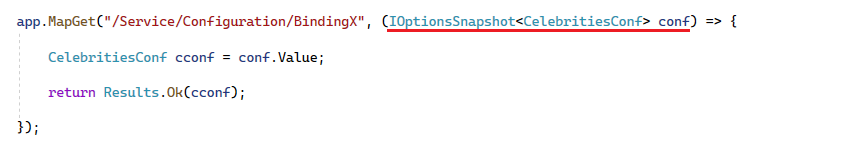 app.MapGet("/Service/Configuration/BindingX", (IOptionsSnapshot<CelebritiesConf> conf) => {
CelebritiesConf cconf = conf.Value;
return Results.Ok(cconf);
});